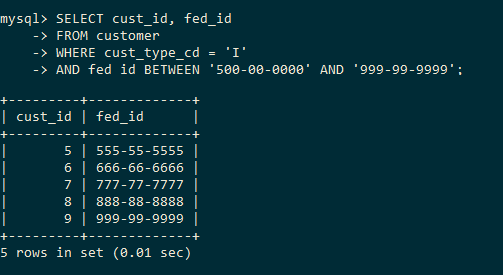 mysql> SELECT cust_id, fed_id
    -> FROM customer
    -> WHERE cust_type_cd = 'I'
    -> AND fed id BETWEEN '500-00-0000' AND '999-99-9999';
+---------+-------------+
| cust_id | fed_id      |
+---------+-------------+
|       5 | 555-55-5555 |
|       6 | 666-66-6666 |
|       7 | 777-77-7777 |
|       8 | 888-88-8888 |
|       9 | 999-99-9999 |
+---------+-------------+
5 rows in set (0.01 sec)